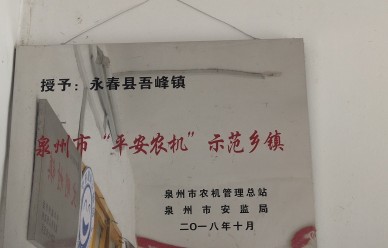 授予：永春县吾峰镇
泉州市“平安农机”示范乡镇
泉州市农机管理总站
泉州市安监局
二〇一八年十月